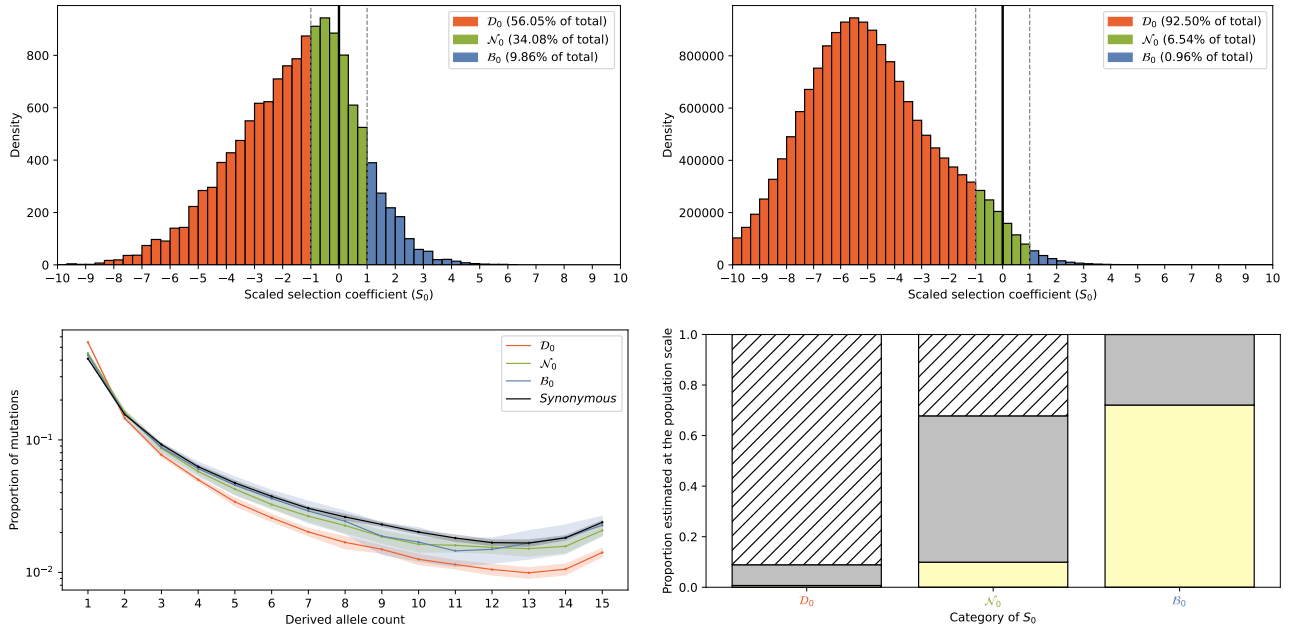 Density
800
600
400
200
0
−10 −9 −8 −7 −6 −5 −4 −3 −2 −1 0 1 2 3 4 5 6 7 8 9 10
Scaled selection coefficient (S₀)
𝒟₀ (56.05% of total)
𝒩₀ (34.08% of total)
ℬ₀ (9.86% of total)
Density
800000
600000
400000
200000
0
−10 −9 −8 −7 −6 −5 −4 −3 −2 −1 0 1 2 3 4 5 6 7 8 9 10
Scaled selection coefficient (S₀)
𝒟₀ (92.50% of total)
𝒩₀ (6.54% of total)
ℬ₀ (0.96% of total)
Proportion of mutations
10⁻¹
10⁻²
1 2 3 4 5 6 7 8 9 10 11 12 13 14 15
Derived allele count
𝒟₀
𝒩₀
ℬ₀
Synonymous
Proportion estimated at the population scale
1.0
0.8
0.6
0.4
0.2
0.0
𝒟₀ 𝒩₀ ℬ₀
Category of S₀